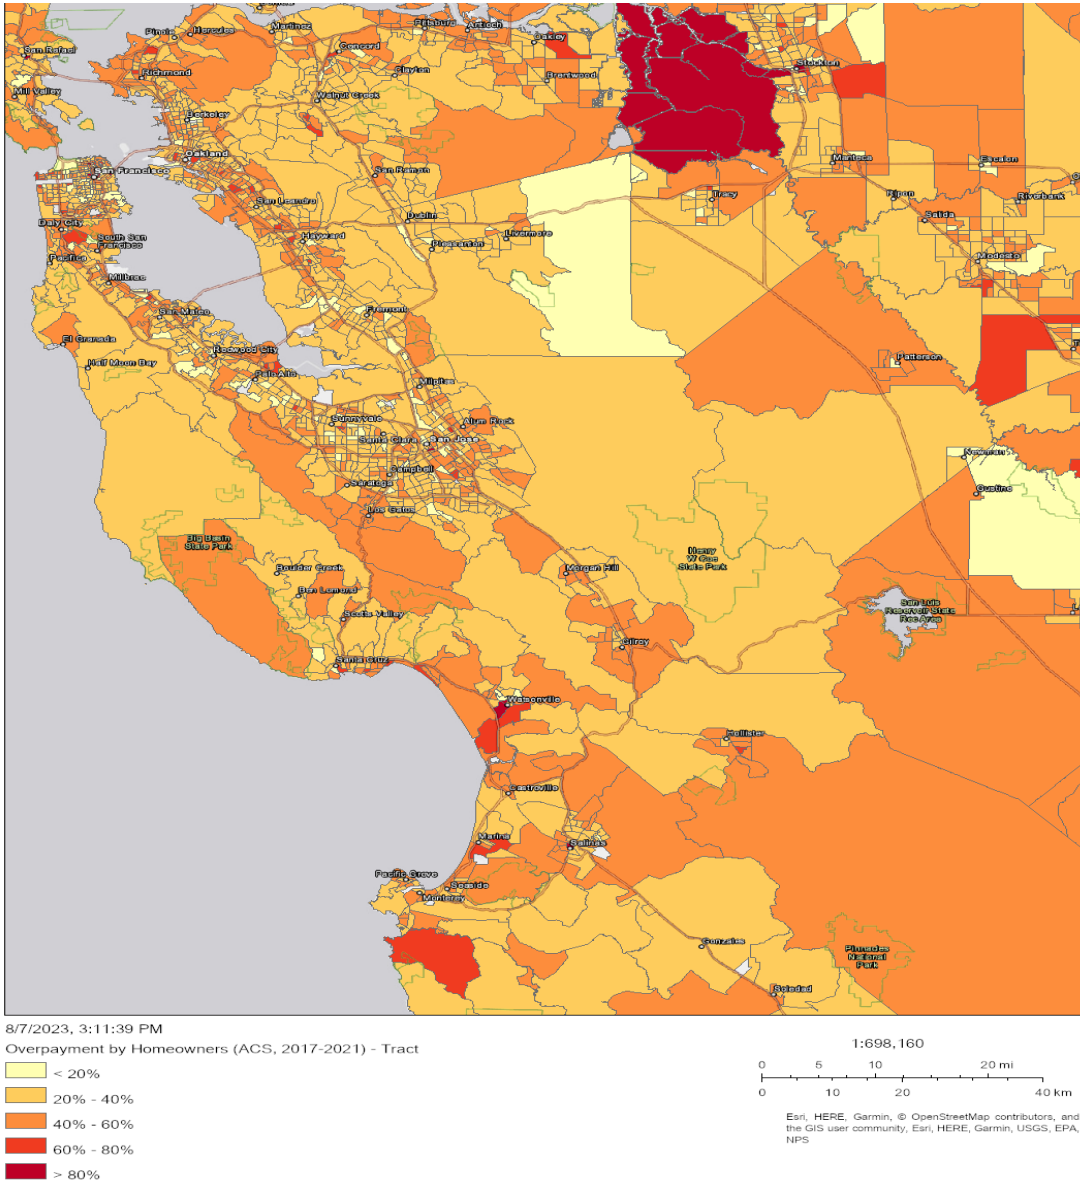 Pinole
Hercules
Martinez
Pittsburg
Antioch
Oakley
San Rafael
Concord
Richmond
Clayton
Brentwood
Stockton
Mill Valley
Walnut Creek
Berkeley
Oakland
San Francisco
San Ramon
Manteca
Escalon
Tracy
Ripon
Riverbank
San Leandro
Daly City
Dublin
Salida
South San
Francisco
Hayward
Pleasanton
Livermore
Pacifica
Modesto
Millbrae
San Mateo
Fremont
El Granada
Half Moon Bay
Redwood City
Palo Alto
Patterson
Milpitas
Sunnyvale
Alum Rock
Santa Clara
San Jose
Campbell
Saratoga
Newman
Gustine
Los Gatos
Big Basin
State Park
Henry
W Coe
State Park
Boulder Creek
Morgan Hill
Ben Lomond
San Luis
Reservoir State
Rec Area
Scotts Valley
Gilroy
Santa Cruz
Watsonville
Hollister
Castroville
Marina
Salinas
Pacific Grove
Seaside
Monterey
Gonzales
Pinnacles
National
Park
Soledad
8/7/2023, 3:11:39 PM
Overpayment by Homeowners (ACS, 2017-2021) - Tract
< 20%
20% - 40%
40% - 60%
60% - 80%
> 80%
1:698,160
0 5 10 20 mi
0 10 20 40 km
Esri, HERE, Garmin, © OpenStreetMap contributors, and
the GIS user community, Esri, HERE, Garmin, USGS, EPA,
NPS